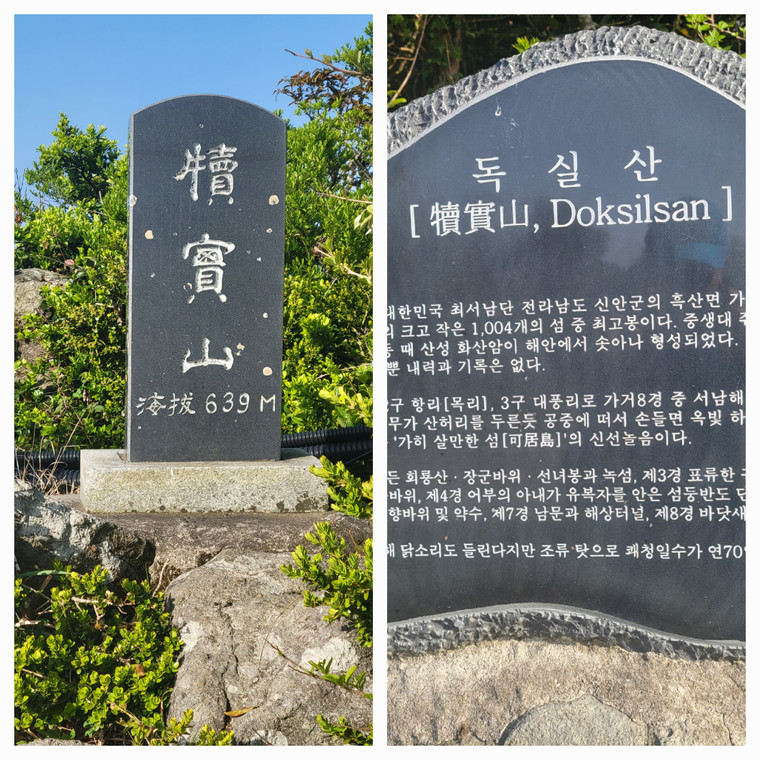 犢
實
山
海拔 639 M
독 실 산
[ 犢實山, Doksilsan ]
대한민국 최서남단 전라남도 신안군의 흑산면 가
크고 작은 1,004개의 섬 중 최고봉이다. 중생대
때 산성 화산암이 해안에서 솟아나 형성되었다.
뿐 내력과 기록은 없다.
구 항리[목리], 3구 대풍리로 가거8경 중 서남해
무가 산허리를 두른듯 공중에 떠서 손들면 옥빛 하
'가히 살만한 섬[可居島]'의 신선놀음이다.
든 회룡산 · 장군바위 · 선녀봉과 녹섬, 제3경 표류한
바위, 제4경 어부의 아내가 유복자를 안은 섬등반도
향바위 및 약수, 제7경 남문과 해상터널, 제8경 바닷새
닭소리도 들린다지만 조류 탓으로 쾌청일수가 연70